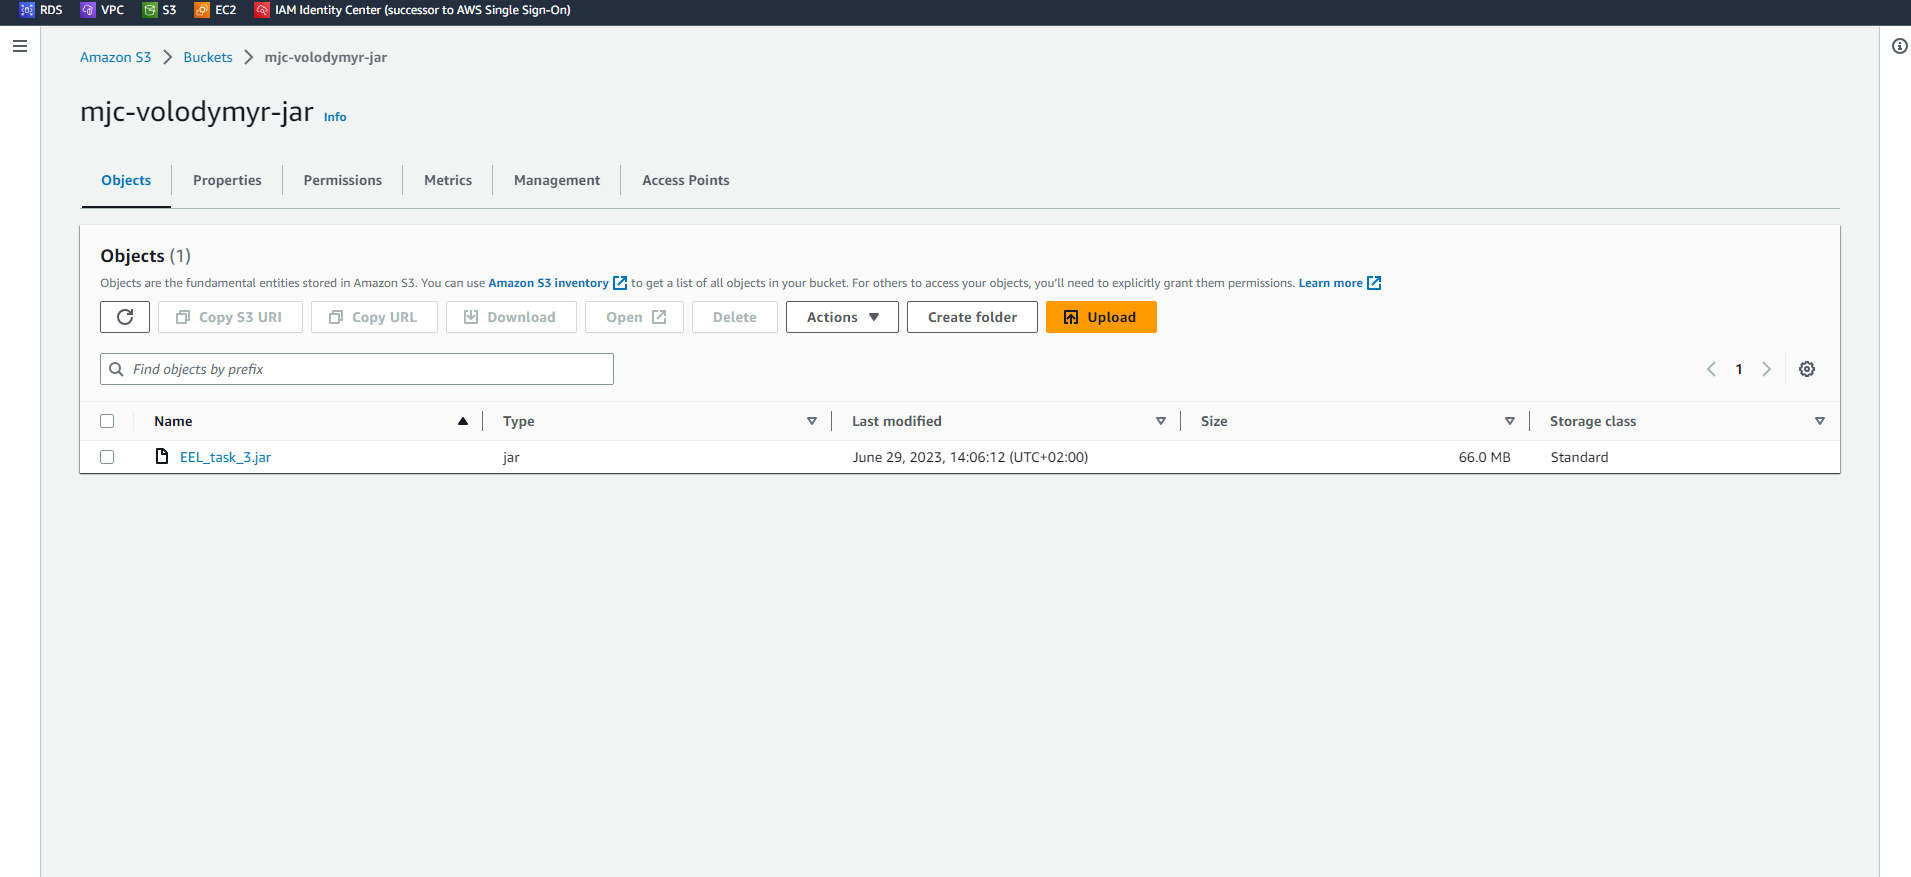 RDS VPC S3 EC2 IAM Identity Center (successor to AWS Single Sign-On)
Amazon S3 Buckets mjc-volodymyr-jar
mjc-volodymyr-jar Info
Objects Properties Permissions Metrics Management Access Points
Objects (1)
Objects are the fundamental entities stored in Amazon S3. You can use Amazon S3 inventory to get a list of all objects in your bucket. For others to access your objects, you'll need to explicitly grant them permissions. Learn more
Copy S3 URI Copy URL Download Open Delete Actions Create folder Upload
Find objects by prefix 1
Name Type Last modified Size Storage class
EEL_task_3.jar jar June 29, 2023, 14:06:12 (UTC+02:00) 66.0 MB Standard